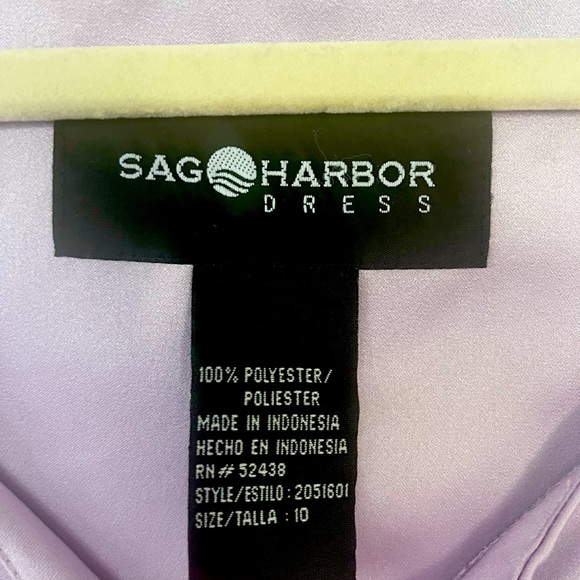 SAG HARBOR
DRESS
100% POLYESTER/
POLIESTER
MADE IN INDONESIA
HECHO EN INDONESIA
RN# 52438
STYLE/ESTILO: 2051601
SIZE/TALLA : 10